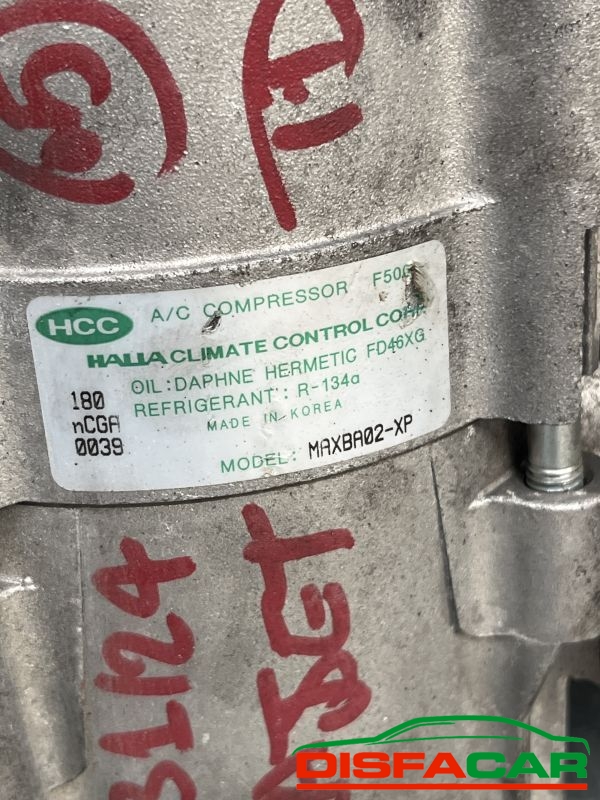 HCC
A/C COMPRESSOR
HALLA CLIMATE CONTROL CORP.
OIL : DAPHNE HERMETIC FD46XG
REFRIGERANT : R-134a
MADE IN KOREA
MODEL: MAXBA02-XP
180
nCGA
0039
DISFACAR